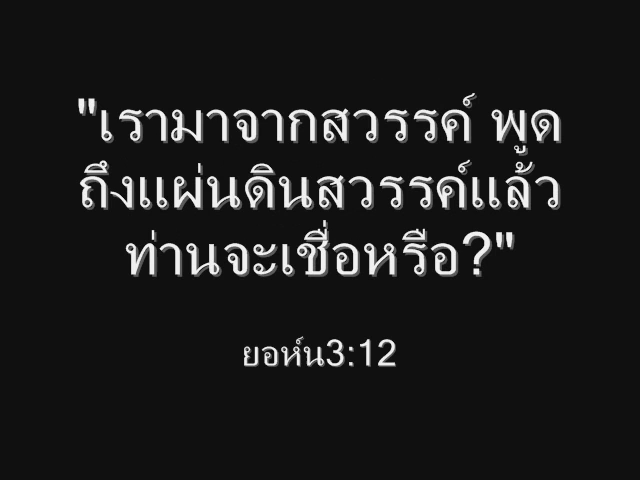 "เรามาจากสวรรค์ พูด
ถึงแผ่นดินสวรรค์แล้ว
ท่านจะเชื่อหรือ?"
ยอห์น3:12